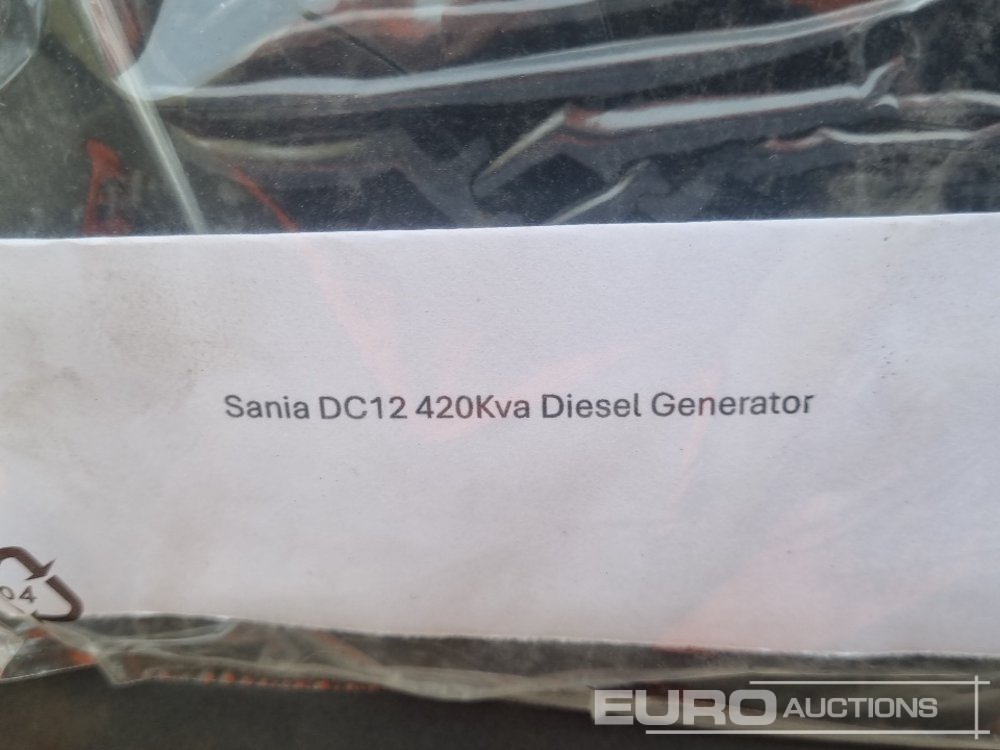 Sania DC12 420Kva Diesel Generator
04
EURO AUCTIONS